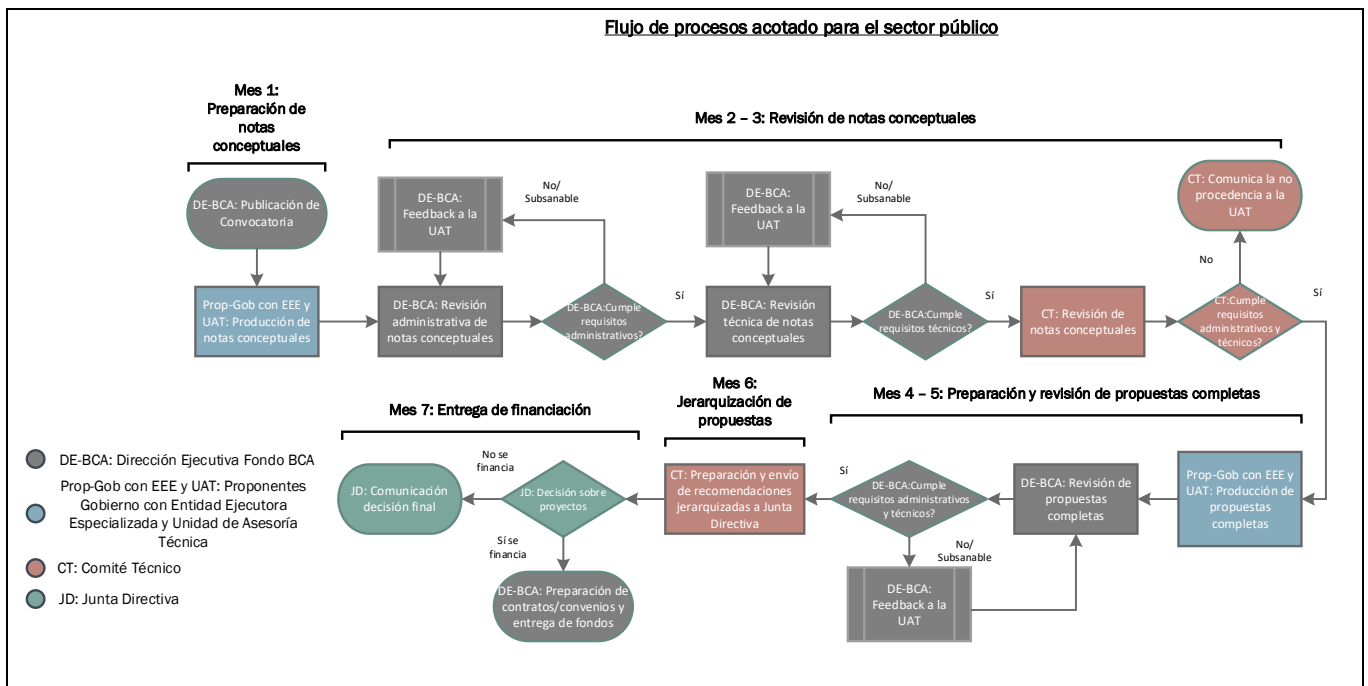 Flujo de procesos acotado para el sector público
Mes 1:
Preparación de
notas
conceptuales
Mes 2 – 3: Revisión de notas conceptuales
DE-BCA: Publicación de
Convocatoria
DE-BCA:
Feedback a la
UAT
No/
Subsanable
DE-BCA:
Feedback a la
UAT
No/
Subsanable
CT: Comunica la no
procedencia a la
UAT
Prop-Gob con EEE y
UAT: Producción de
notas conceptuales
DE-BCA: Revisión
administrativa de
notas conceptuales
DE-BCA:Cumple
requisitos
administrativos?
Sí
DE-BCA: Revisión
técnica de notas
conceptuales
DE-BCA:Cumple
requisitos técnicos?
Sí
CT: Revisión de
notas conceptuales
No
CT:Cumple
requisitos
administrativos y
técnicos?
Sí
Mes 7: Entrega de financiación
Mes 6:
Jerarquización de
propuestas
Mes 4 – 5: Preparación y revisión de propuestas completas
JD: Comunicación
decisión final
No se
financia
JD: Decisión sobre
proyectos
Sí se
financia
DE-BCA: Preparación de
contratos/convenios y
entrega de fondos
CT: Preparación y envío
de recomendaciones
jerarquizadas a Junta
Directiva
Sí
DE-BCA:Cumple
requisitos administrativos
y técnicos?
No/
Subsanable
DE-BCA:
Feedback a la
UAT
DE-BCA: Revisión de
propuestas
completas
Prop-Gob con EEE y
UAT: Producción de
propuestas
completas
DE-BCA: Dirección Ejecutiva Fondo BCA
Prop-Gob con EEE y UAT: Proponentes
Gobierno con Entidad Ejecutora
Especializada y Unidad de Asesoría
Técnica
CT: Comité Técnico
JD: Junta Directiva